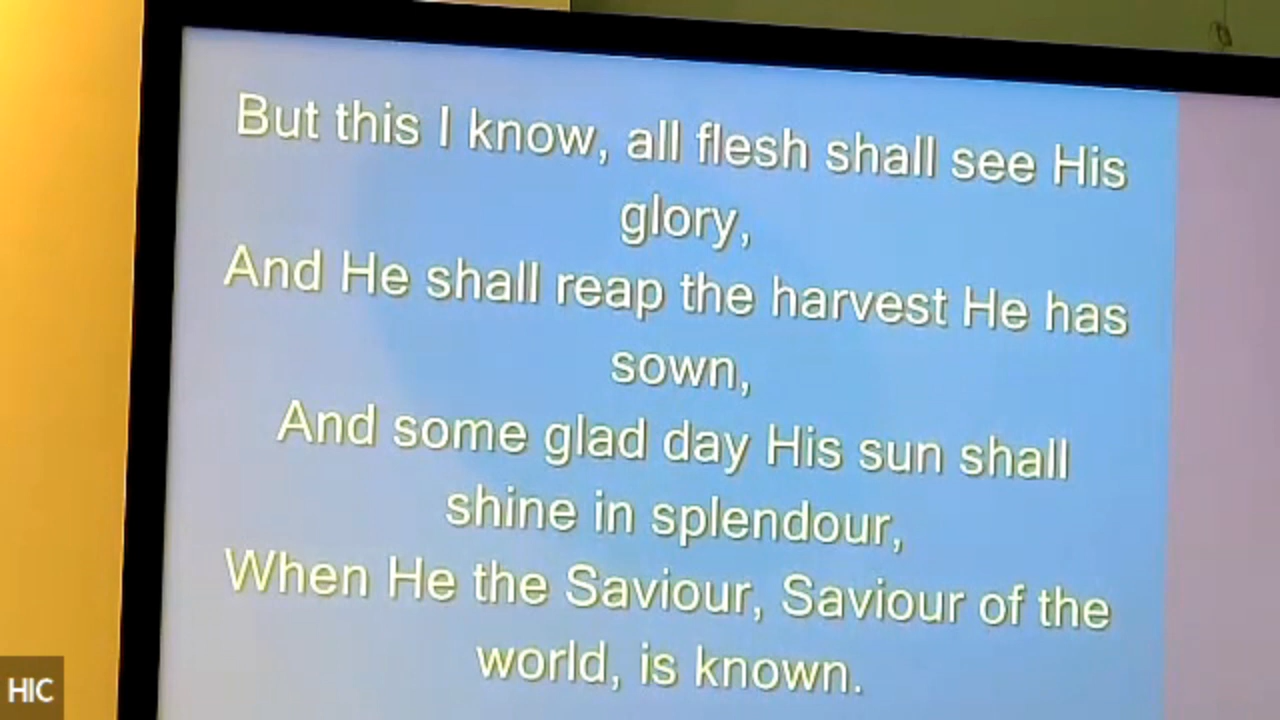 But this I know, all flesh shall see His
glory,
And He shall reap the harvest He has
sown,
And some glad day His sun shall
shine in splendour,
When He the Saviour, Saviour of the
world, is known.
HIC